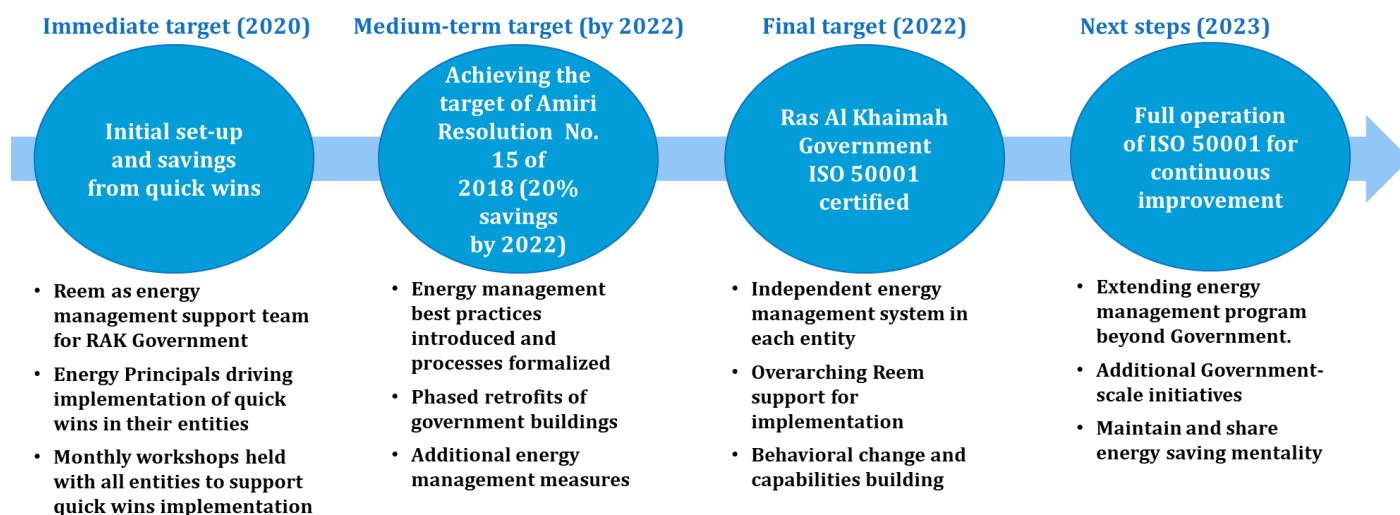 Immediate target (2020)
Initial set-up
and savings
from quick wins
• Reem as energy
management support team
for RAK Government
• Energy Principals driving
implementation of quick
wins in their entities
• Monthly workshops held
with all entities to support
quick wins implementation
Medium-term target (by 2022)
Achieving the
target of Amiri
Resolution No.
15 of
2018 (20%
savings
by 2022)
• Energy management
best practices
introduced and
processes formalized
• Phased retrofits of
government buildings
• Additional energy
management measures
Final target (2022)
Ras Al Khaimah
Government
ISO 50001
certified
• Independent energy
management system in
each entity
• Overarching Reem
support for
implementation
• Behavioral change and
capabilities building
Next steps (2023)
Full operation
of ISO 50001 for
continuous
improvement
• Extending energy
management program
beyond Government.
• Additional Government-
scale initiatives
• Maintain and share
energy saving mentality